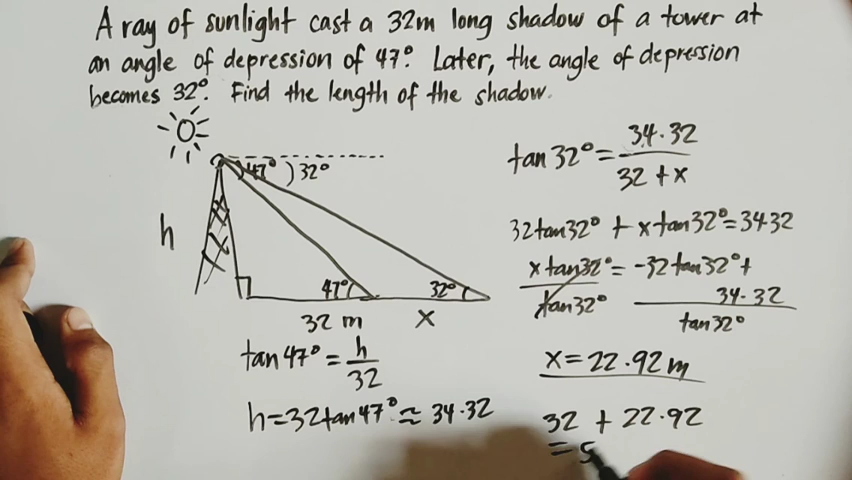 A ray of sunlight cast a 32m long shadow of a tower at
an angle of depression of 47°. Later, the angle of depression
becomes 32°. Find the length of the shadow.
47° 32°
h
47° 32°
32 m x
tan 47° = h/32
h = 32 tan 47° ≈ 34.32
tan 32° = 34.32/32 + x
32 tan 32° + x tan 32° = 34.32
x tan 32° = -32 tan 32° +
34.32
tan 32° tan 32°
x = 22.92 m
32 + 22.92
= 5